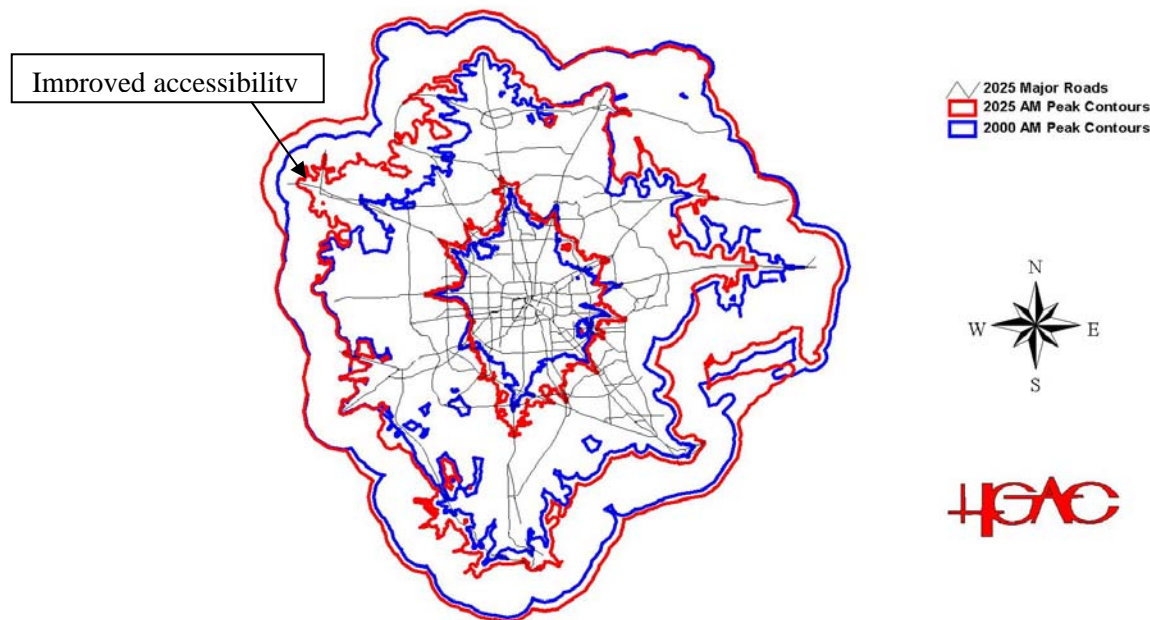 Improved accessibility
2025 Major Roads
2025 AM Peak Contours
2000 AM Peak Contours
N
W E
S
HGAC